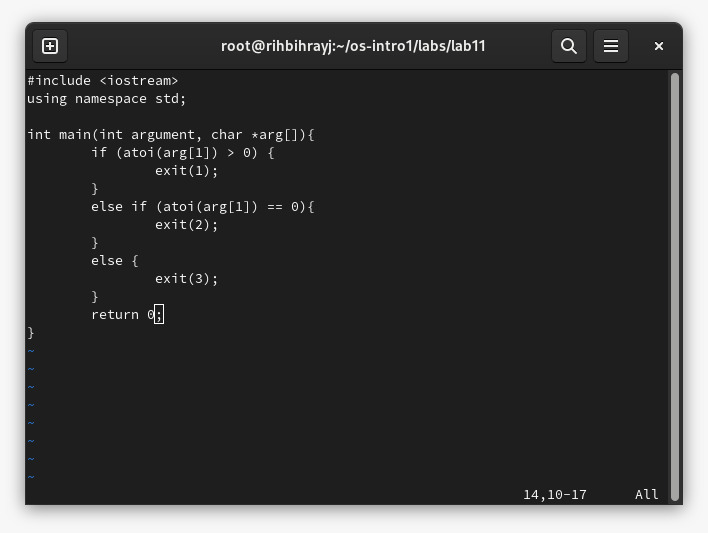 root@rihbihrayj:~/os-intro1/labs/lab11
#include <iostream>
using namespace std;

int main(int argument, char *arg[]){
        if (atoi(arg[1]) > 0) {
                exit(1);
        }
        else if (atoi(arg[1]) == 0){
                exit(2);
        }
        else {
                exit(3);
        }
        return 0;
}
~
~
~
~
~
~
~
~
14,10-17      All